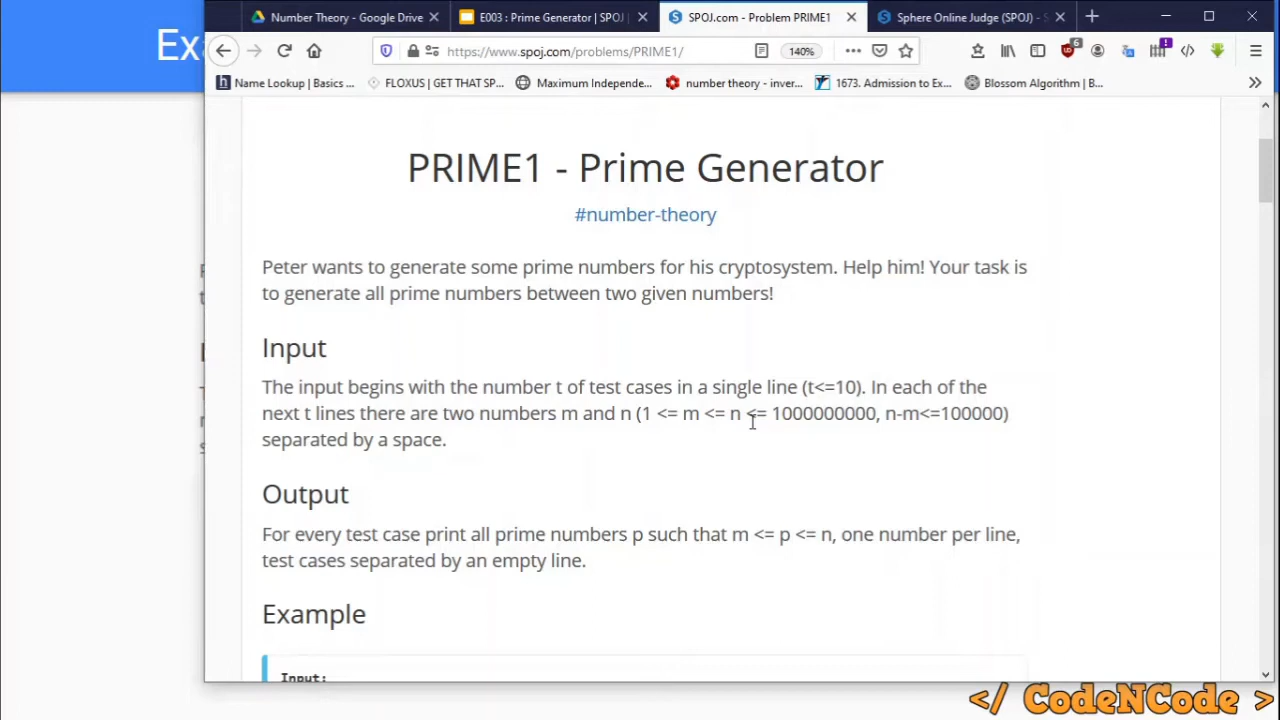 Exa
Number Theory - Google Drive
E003 : Prime Generator | SPOJ |
SPOJ.com - Problem PRIME1
Sphere Online Judge (SPOJ) - S
https://www.spoj.com/problems/PRIME1/
140%
6
Name Lookup | Basics ...
FLOXUS | GET THAT SP...
Maximum Independe...
number theory - inver...
1673. Admission to Ex...
Blossom Algorithm | B...
PRIME1 - Prime Generator
#number-theory
Peter wants to generate some prime numbers for his cryptosystem. Help him! Your task is
to generate all prime numbers between two given numbers!
Input
The input begins with the number t of test cases in a single line (t<=10). In each of the
next t lines there are two numbers m and n (1 <= m <= n <= 1000000000, n-m<=100000)
separated by a space.
Output
For every test case print all prime numbers p such that m <= p <= n, one number per line,
test cases separated by an empty line.
Example
Input:
</ CodeNCode >